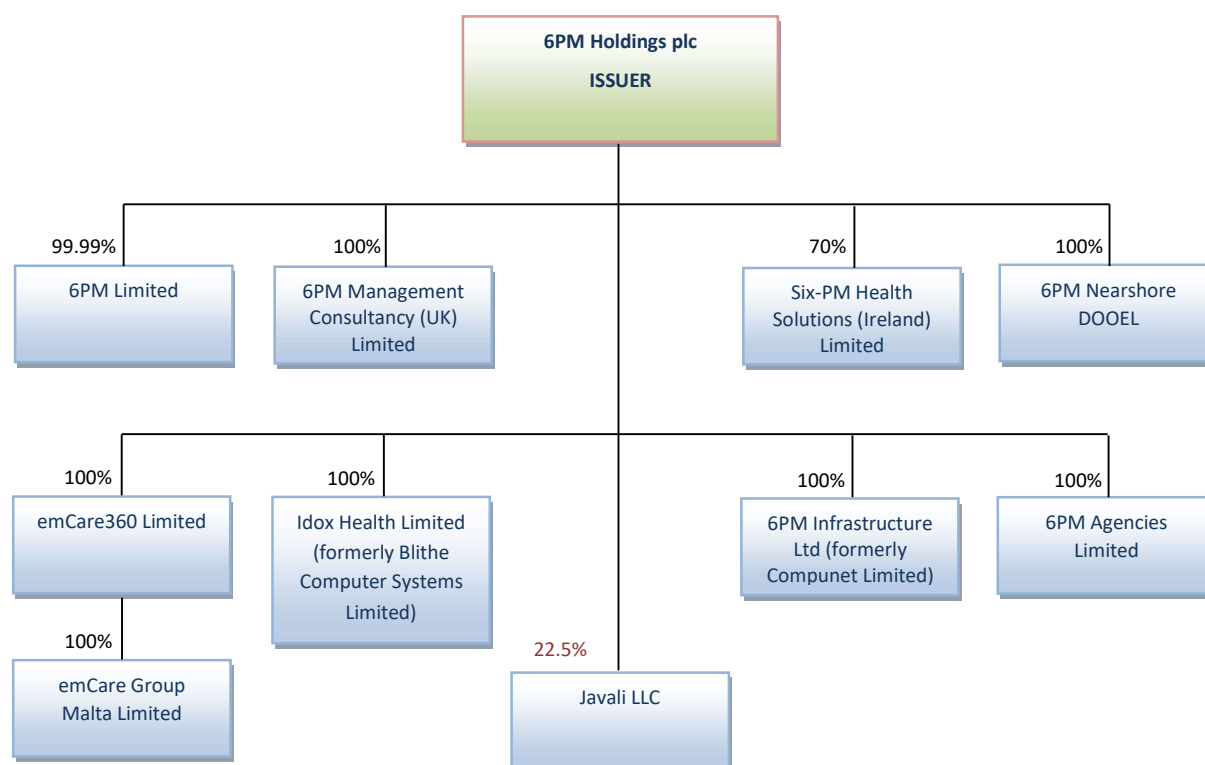 6PM Holdings plc
ISSUER
99.99%
100%
70%
100%
6PM Limited
6PM Management
Consultancy (UK)
Limited
Six-PM Health
Solutions (Ireland)
Limited
6PM Nearshore
DOOEL
100%
100%
100%
100%
emCare360 Limited
Idox Health Limited
(formerly Blithe
Computer Systems
Limited)
6PM Infrastructure
Ltd (formerly
Compunet Limited)
6PM Agencies
Limited
100%
22.5%
emCare Group
Malta Limited
Javali LLC